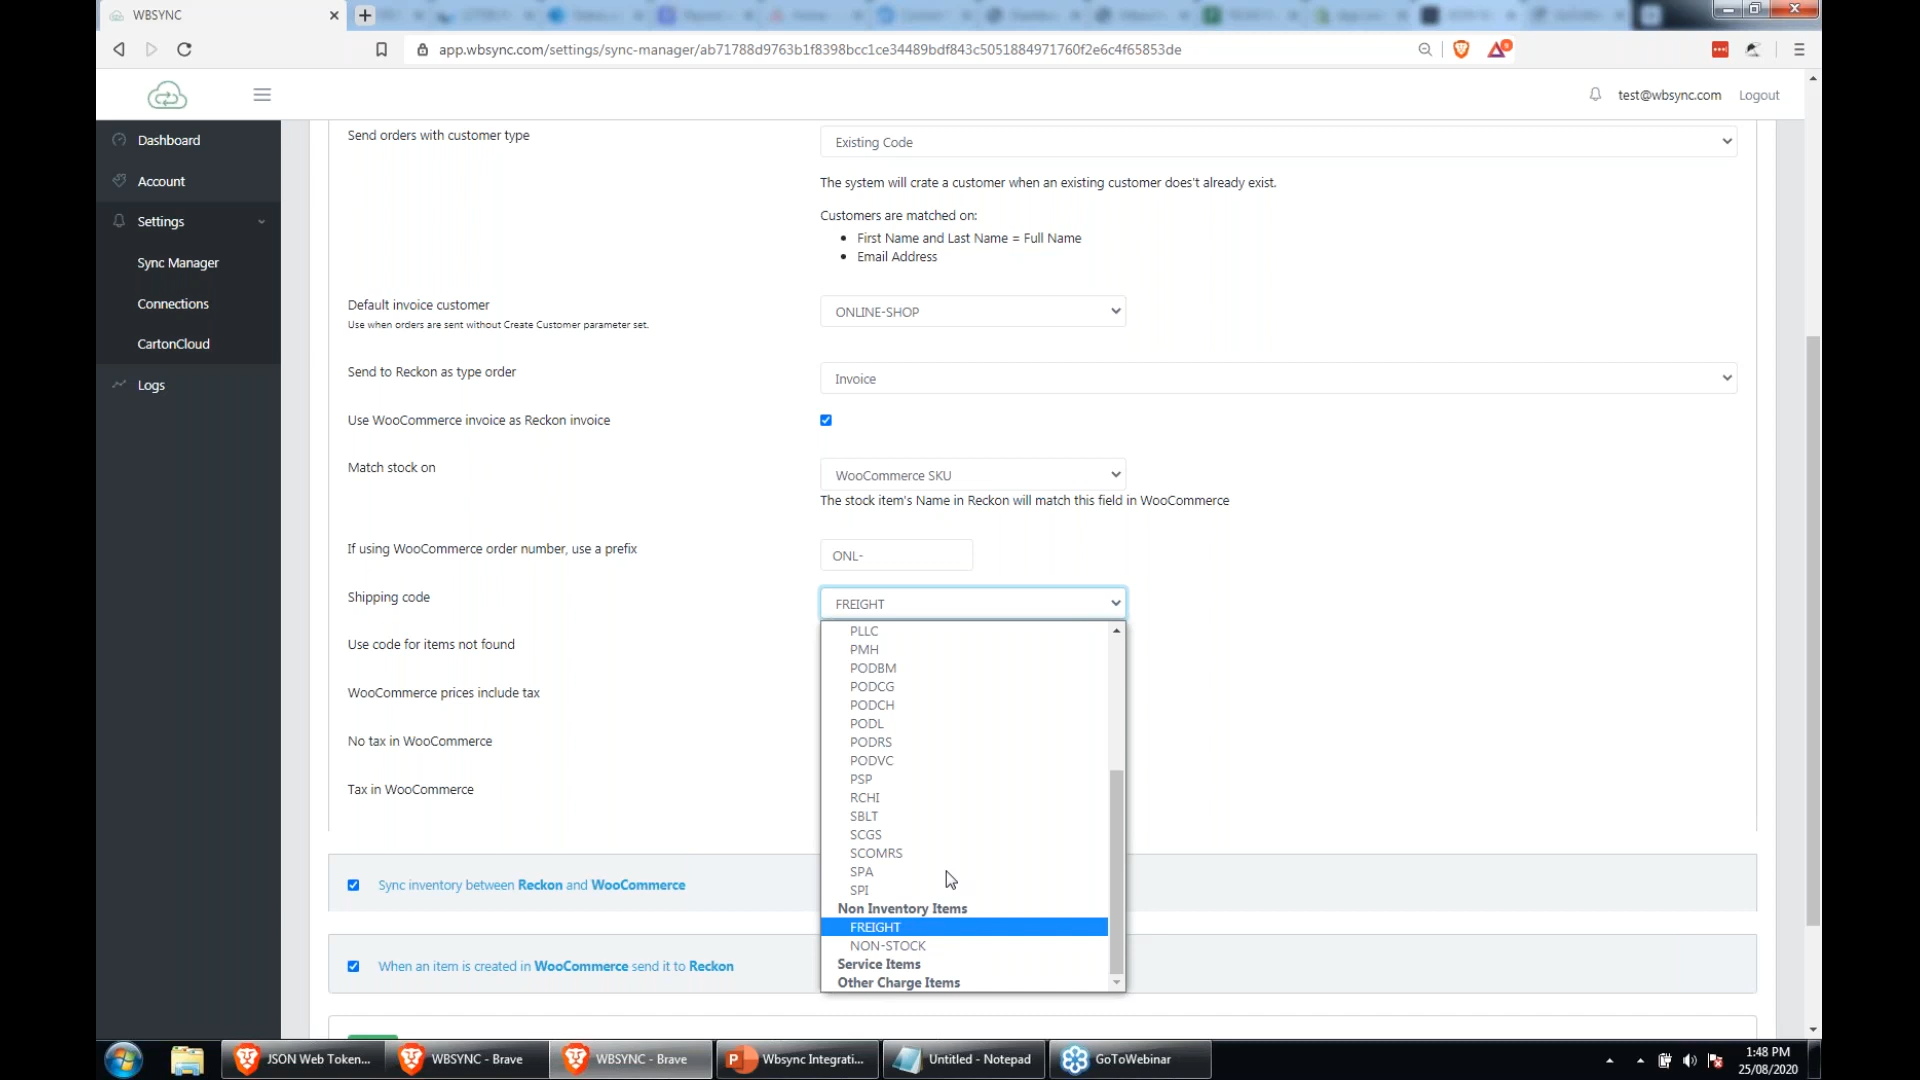 WBSYNC
app.wbsync.com/settings/sync-manager/ab71788d9763b1f8398bcc1ce34489bdf843c5051884971760f2e6c4f65853de
test@wbsync.com
Logout
Dashboard
Account
Settings
Sync Manager
Connections
CartonCloud
Logs
Send orders with customer type
Existing Code
The system will crate a customer when an existing customer does't already exist.
Customers are matched on:
• First Name and Last Name = Full Name
• Email Address
Default invoice customer
ONLINE-SHOP
Use when orders are sent without Create Customer parameter set.
Send to Reckon as type order
Invoice
Use WooCommerce invoice as Reckon invoice
Match stock on
WooCommerce SKU
The stock item's Name in Reckon will match this field in WooCommerce
If using WooCommerce order number, use a prefix
ONL-
Shipping code
FREIGHT
Use code for items not found
WooCommerce prices include tax
No tax in WooCommerce
Tax in WooCommerce
PLLC
PMH
PODBM
PODCG
PODCH
PODL
PODRS
PODVC
PSP
RCHI
SBLT
SCGS
SCOMRS
SPA
SPI
Non Inventory Items
FREIGHT
NON-STOCK
Service Items
Other Charge Items
Sync inventory between Reckon and WooCommerce
When an item is created in WooCommerce send it to Reckon
JSON Web Token...
WBSYNC - Brave
WBSYNC - Brave
Wbsync Integrati...
Untitled - Notepad
GoToWebinar
1:48 PM
25/08/2020